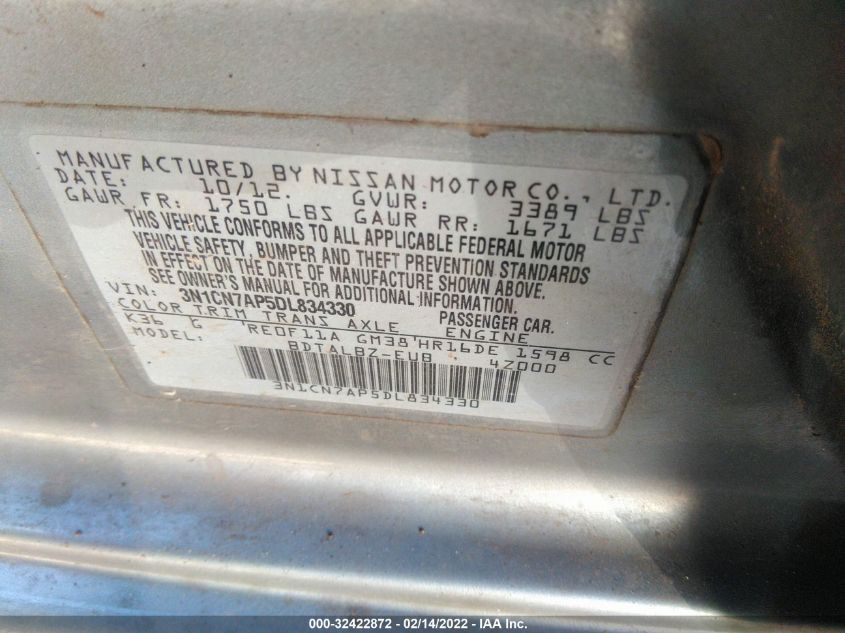 MANUFACTURED BY NISSAN MOTOR CO., LTD.
DATE: 10/12. GVWR: 3389 LBS
GAWR FR: 1750 LBS GAWR RR: 1671 LBS
THIS VEHICLE CONFORMS TO ALL APPLICABLE FEDERAL MOTOR
VEHICLE SAFETY, BUMPER AND THEFT PREVENTION STANDARDS
IN EFFECT ON THE DATE OF MANUFACTURE SHOWN ABOVE.
SEE OWNER'S MANUAL FOR ADDITIONAL INFORMATION.
VIN: 3N1CN7AP5DL834330 PASSENGER CAR.
COLOR TRIM TRANS AXLE ENGINE
K36 G RE0F11A GM38 HR16DE 1598 CC
MODEL: BDTALBZ-EUB 4Z000
3N1CN7AP5DL834330
000-32422872 - 02/14/2022 - IAA Inc.